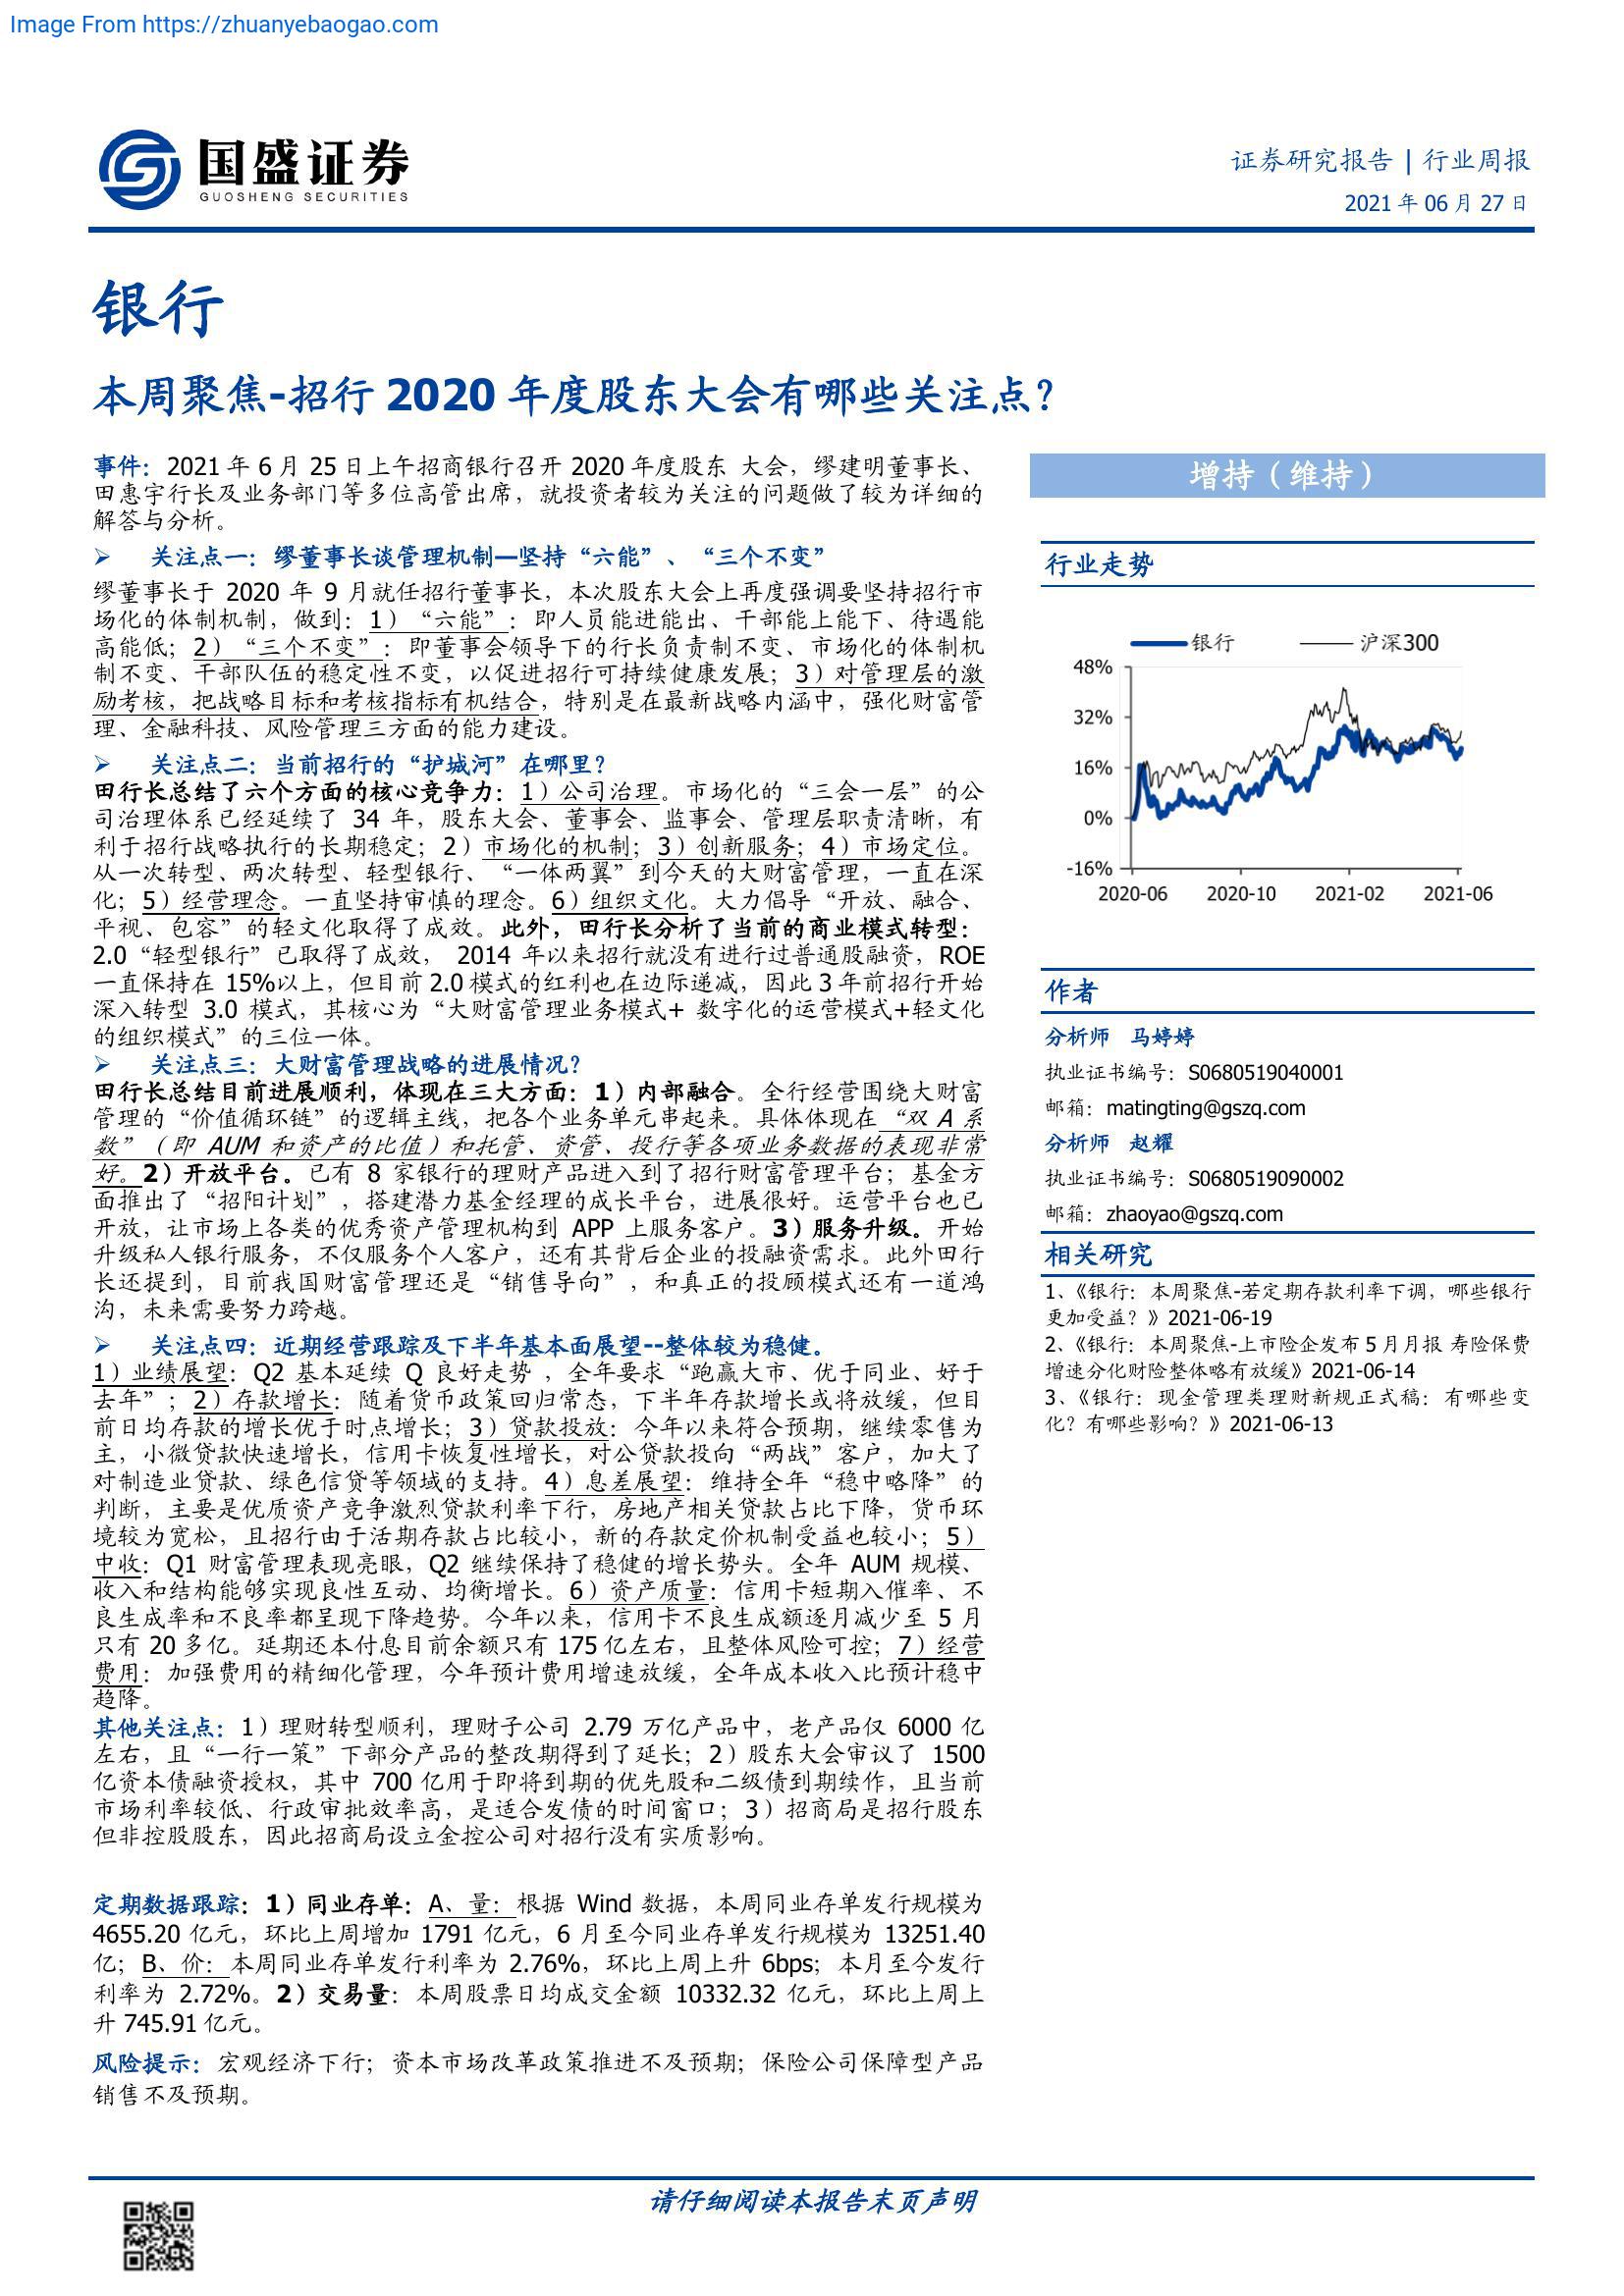 Image From https://zhuanyebaogao.com
国盛证券
GUOSHENG SECURITIES
证券研究报告 | 行业周报
2021 年 06 月 27 日
银行
本周聚焦-招行 2020 年度股东大会有哪些关注点？
事件：2021 年 6 月 25 日上午招商银行召开 2020 年度股东 大会，缪建明董事长、
田惠宇行长及业务部门等多位高管出席，就投资者较为关注的问题做了较为详细的
解答与分析。
➢ 关注点一：缪董事长谈管理机制—坚持“六能”、“三个不变”
缪董事长于 2020 年 9 月就任招行董事长，本次股东大会上再度强调要坚持招行市
场化的体制机制，做到：1）“六能”：即人员能进能出、干部能上能下、待遇能
高能低；2）“三个不变”：即董事会领导下的行长负责制不变、市场化的体制机
制不变、干部队伍的稳定性不变，以促进招行可持续健康发展；3）对管理层的激
励考核，把战略目标和考核指标有机结合，特别是在最新战略内涵中，强化财富管
理、金融科技、风险管理三方面的能力建设。
➢ 关注点二：当前招行的“护城河”在哪里？
田行长总结了六个方面的核心竞争力：1）公司治理。市场化的“三会一层”的公
司治理体系已经延续了 34 年，股东大会、董事会、监事会、管理层职责清晰，有
利于招行战略执行的长期稳定；2）市场化的机制；3）创新服务；4）市场定位。
从一次转型、两次转型、轻型银行、“一体两翼”到今天的大财富管理，一直在深
化；5）经营理念。一直坚持审慎的理念。6）组织文化。大力倡导“开放、融合、
平视、包容”的轻文化取得了成效。此外，田行长分析了当前的商业模式转型：
2.0“轻型银行”已取得了成效， 2014 年以来招行就没有进行过普通股融资，ROE
一直保持在 15%以上，但目前 2.0 模式的红利也在边际递减，因此 3 年前招行开始
深入转型 3.0 模式，其核心为“大财富管理业务模式+ 数字化的运营模式+轻文化
的组织模式”的三位一体。
➢ 关注点三：大财富管理战略的进展情况？
田行长总结目前进展顺利，体现在三大方面：1）内部融合。全行经营围绕大财富
管理的“价值循环链”的逻辑主线，把各个业务单元串起来。具体体现在“双 A 系
数”（即 AUM 和资产的比值）和托管、资管、投行等各项业务数据的表现非常
好。2）开放平台。已有 8 家银行的理财产品进入到了招行财富管理平台；基金方
面推出了“招阳计划”，搭建潜力基金经理的成长平台，进展很好。运营平台也已
开放，让市场上各类的优秀资产管理机构到 APP 上服务客户。3）服务升级。开始
升级私人银行服务，不仅服务个人客户，还有其背后企业的投融资需求。此外田行
长还提到，目前我国财富管理还是“销售导向”，和真正的投顾模式还有一道鸿
沟，未来需要努力跨越。
➢ 关注点四：近期经营跟踪及下半年基本面展望--整体较为稳健。
1）业绩展望：Q2 基本延续 Q 良好走势 ，全年要求“跑赢大市、优于同业、好于
去年”；2）存款增长：随着货币政策回归常态，下半年存款增长或将放缓，但目
前日均存款的增长优于时点增长；3）贷款投放：今年以来符合预期，继续零售为
主，小微贷款快速增长，信用卡恢复性增长，对公贷款投向“两战”客户，加大了
对制造业贷款、绿色信贷等领域的支持。4）息差展望：维持全年“稳中略降”的
判断，主要是优质资产竞争激烈贷款利率下行，房地产相关贷款占比下降，货币环
境较为宽松，且招行由于活期存款占比较小，新的存款定价机制受益也较小；5）
中收：Q1 财富管理表现亮眼，Q2 继续保持了稳健的增长势头。全年 AUM 规模、
收入和结构能够实现良性互动、均衡增长。6）资产质量：信用卡短期入催率、不
良生成率和不良率都呈现下降趋势。今年以来，信用卡不良生成额逐月减少至 5 月
只有 20 多亿。延期还本付息目前余额只有 175 亿左右，且整体风险可控；7）经营
费用：加强费用的精细化管理，今年预计费用增速放缓，全年成本收入比预计稳中
趋降。
其他关注点：1）理财转型顺利，理财子公司 2.79 万亿产品中，老产品仅 6000 亿
左右，且“一行一策”下部分产品的整改期得到了延长；2）股东大会审议了 1500
亿资本债融资授权，其中 700 亿用于即将到期的优先股和二级债到期续作，且当前
市场利率较低、行政审批效率高，是适合发债的时间窗口；3）招商局是招行股东
但非控股股东，因此招商局设立金控公司对招行没有实质影响。
定期数据跟踪：1）同业存单：A、量：根据 Wind 数据，本周同业存单发行规模为
4655.20 亿元，环比上周增加 1791 亿元，6 月至今同业存单发行规模为 13251.40
亿；B、价：本周同业存单发行利率为 2.76%，环比上周上升 6bps；本月至今发行
利率为 2.72%。2）交易量：本周股票日均成交金额 10332.32 亿元，环比上周上
升 745.91 亿元。
风险提示：宏观经济下行；资本市场改革政策推进不及预期；保险公司保障型产品
销售不及预期。
增持（维持）
行业走势
银行 沪深300
48%
32%
16%
0%
-16%
2020-06 2020-10 2021-02 2021-06
作者
分析师 马婷婷
执业证书编号：S0680519040001
邮箱：matingting@gszq.com
分析师 赵耀
执业证书编号：S0680519090002
邮箱：zhaoyao@gszq.com
相关研究
1、《银行：本周聚焦-若定期存款利率下调，哪些银行
更加受益？》2021-06-19
2、《银行：本周聚焦-上市险企发布 5 月月报 寿险保费
增速分化财险整体略有放缓》2021-06-14
3、《银行：现金管理类理财新规正式稿：有哪些变
化？有哪些影响？》2021-06-13
请仔细阅读本报告末页声明